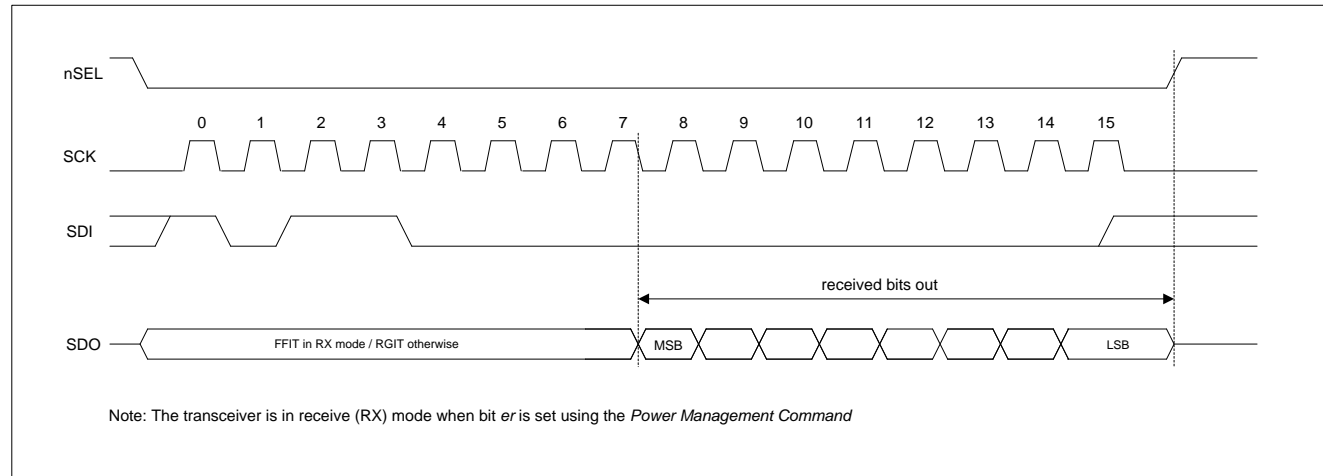 nSEL
0 1 2 3 4 5 6 7 8 9 10 11 12 13 14 15
SCK
SDI
received bits out
SDO
FFIT in RX mode / RGIT otherwise
MSB
LSB
Note: The transceiver is in receive (RX) mode when bit er is set using the Power Management Command